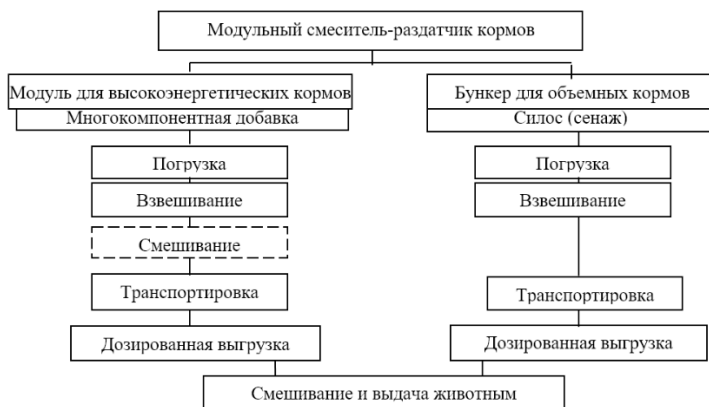 Модульный смеситель-раздатчик кормов
Модуль для высокоэнергетических кормов
Многокомпонентная добавка
Погрузка
Взвешивание
Смешивание
Транспортировка
Дозированная выгрузка
Бункер для объемных кормов
Силос (сенаж)
Погрузка
Взвешивание
Транспортировка
Дозированная выгрузка
Смешивание и выдача животным